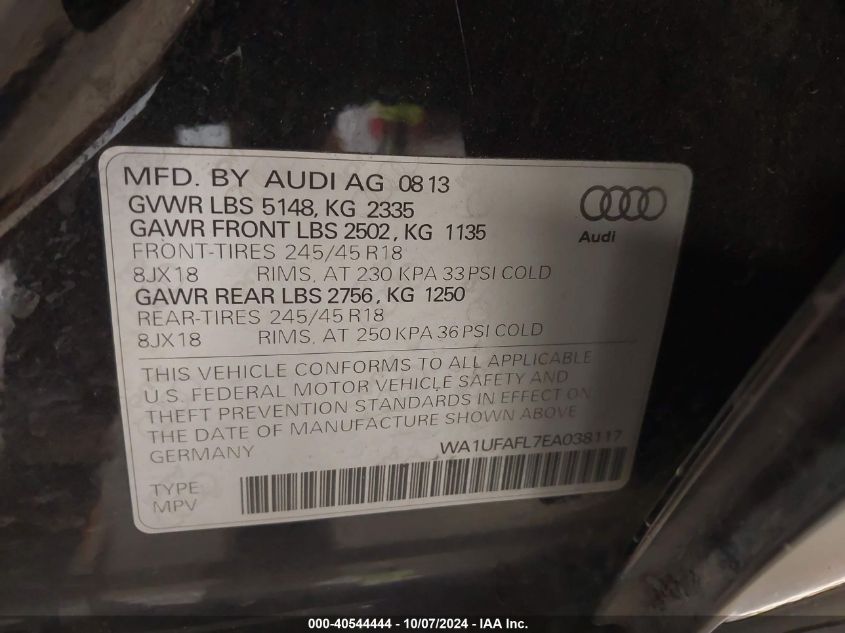 MFD. BY AUDI AG 08 13
GVWR LBS 5148, KG 2335
GAWR FRONT LBS 2502, KG 1135
FRONT-TIRES 245/45 R18
8JX18 RIMS, AT 230 KPA 33 PSI COLD
GAWR REAR LBS 2756, KG 1250
REAR-TIRES 245/45 R18
8JX18 RIMS, AT 250 KPA 36 PSI COLD
Audi
THIS VEHICLE CONFORMS TO ALL APPLICABLE
U.S. FEDERAL MOTOR VEHICLE SAFETY AND
THEFT PREVENTION STANDARDS IN EFFECT ON
THE DATE OF MANUFACTURE SHOWN ABOVE
GERMANY WA1UFAFL7EA038117
TYPE
MPV
000-40544444 - 10/07/2024 - IAA Inc.